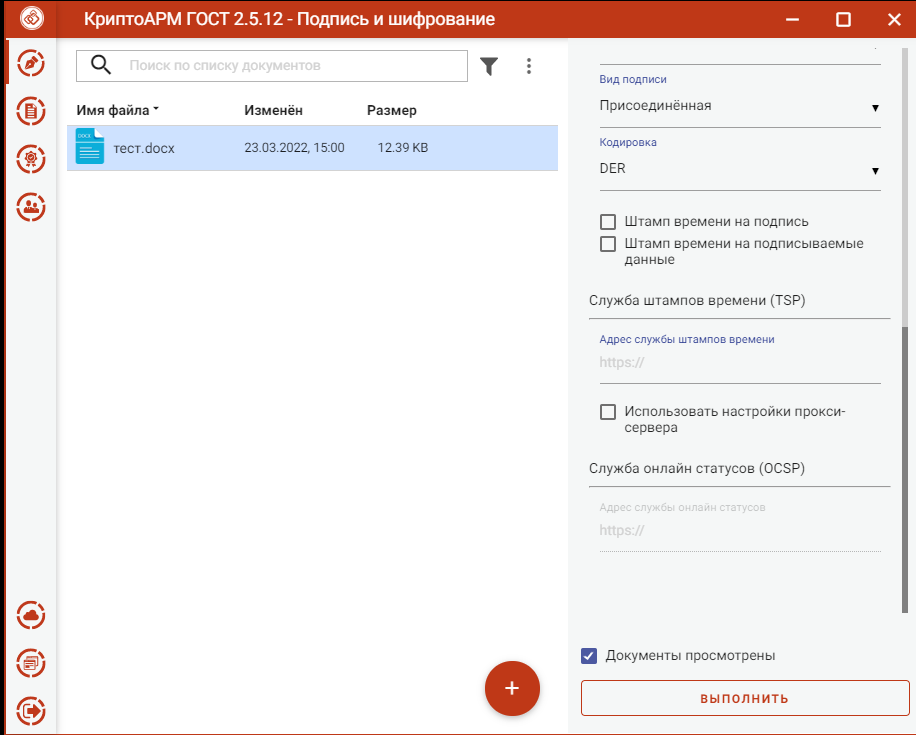 КриптоАРМ ГОСТ 2.5.12 - Подпись и шифрование
Поиск по списку документов
Имя файла Изменён Размер
DOCX
тест.docx 23.03.2022, 15:00 12.39 KB
Вид подписи
Присоединённая
Кодировка
DER
Штамп времени на подпись
Штамп времени на подписываемые
данные
Служба штампов времени (TSP)
Адрес службы штампов времени
https://
Использовать настройки прокси-
сервера
Служба онлайн статусов (OCSP)
Адрес службы онлайн статусов
https://
Документы просмотрены
+
ВЫПОЛНИТЬ